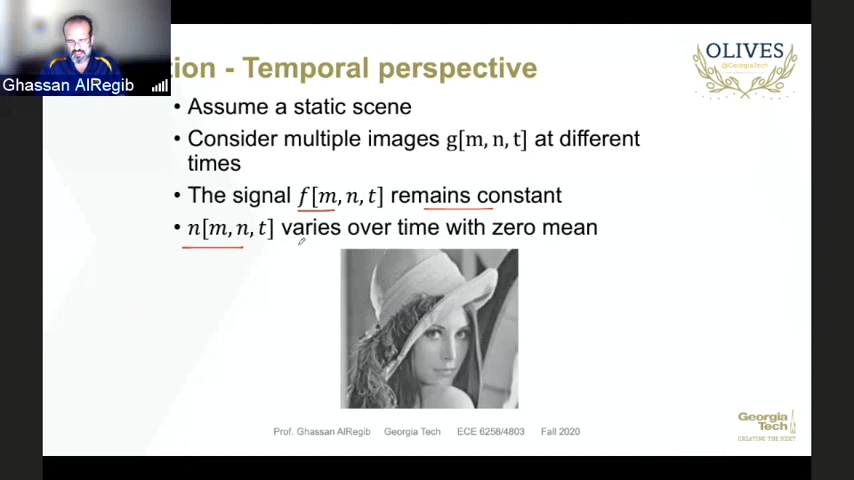 Ghassan AlRegib
tion - Temporal perspective
OLIVES
@GeorgiaTech
• Assume a static scene
• Consider multiple images g[m, n, t] at different
times
• The signal f[m, n, t] remains constant
• n[m, n, t] varies over time with zero mean
Prof. Ghassan AlRegib Georgia Tech ECE 6258/4803 Fall 2020
Georgia
Tech
CREATING THE NEXT